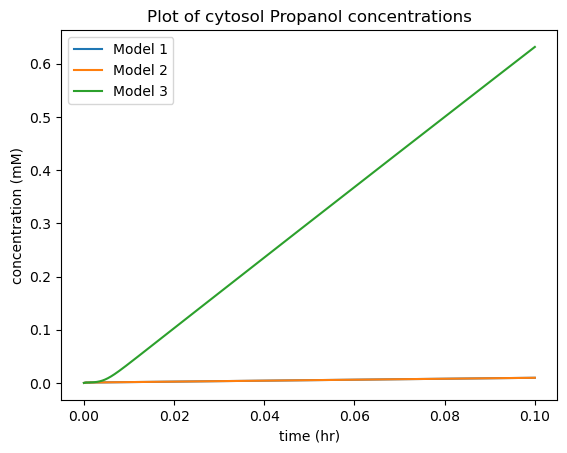 Plot of cytosol Propanol concentrations
Model 1
Model 2
Model 3
concentration (mM)
0.6
0.5
0.4
0.3
0.2
0.1
0.0
0.00 0.02 0.04 0.06 0.08 0.10
time (hr)